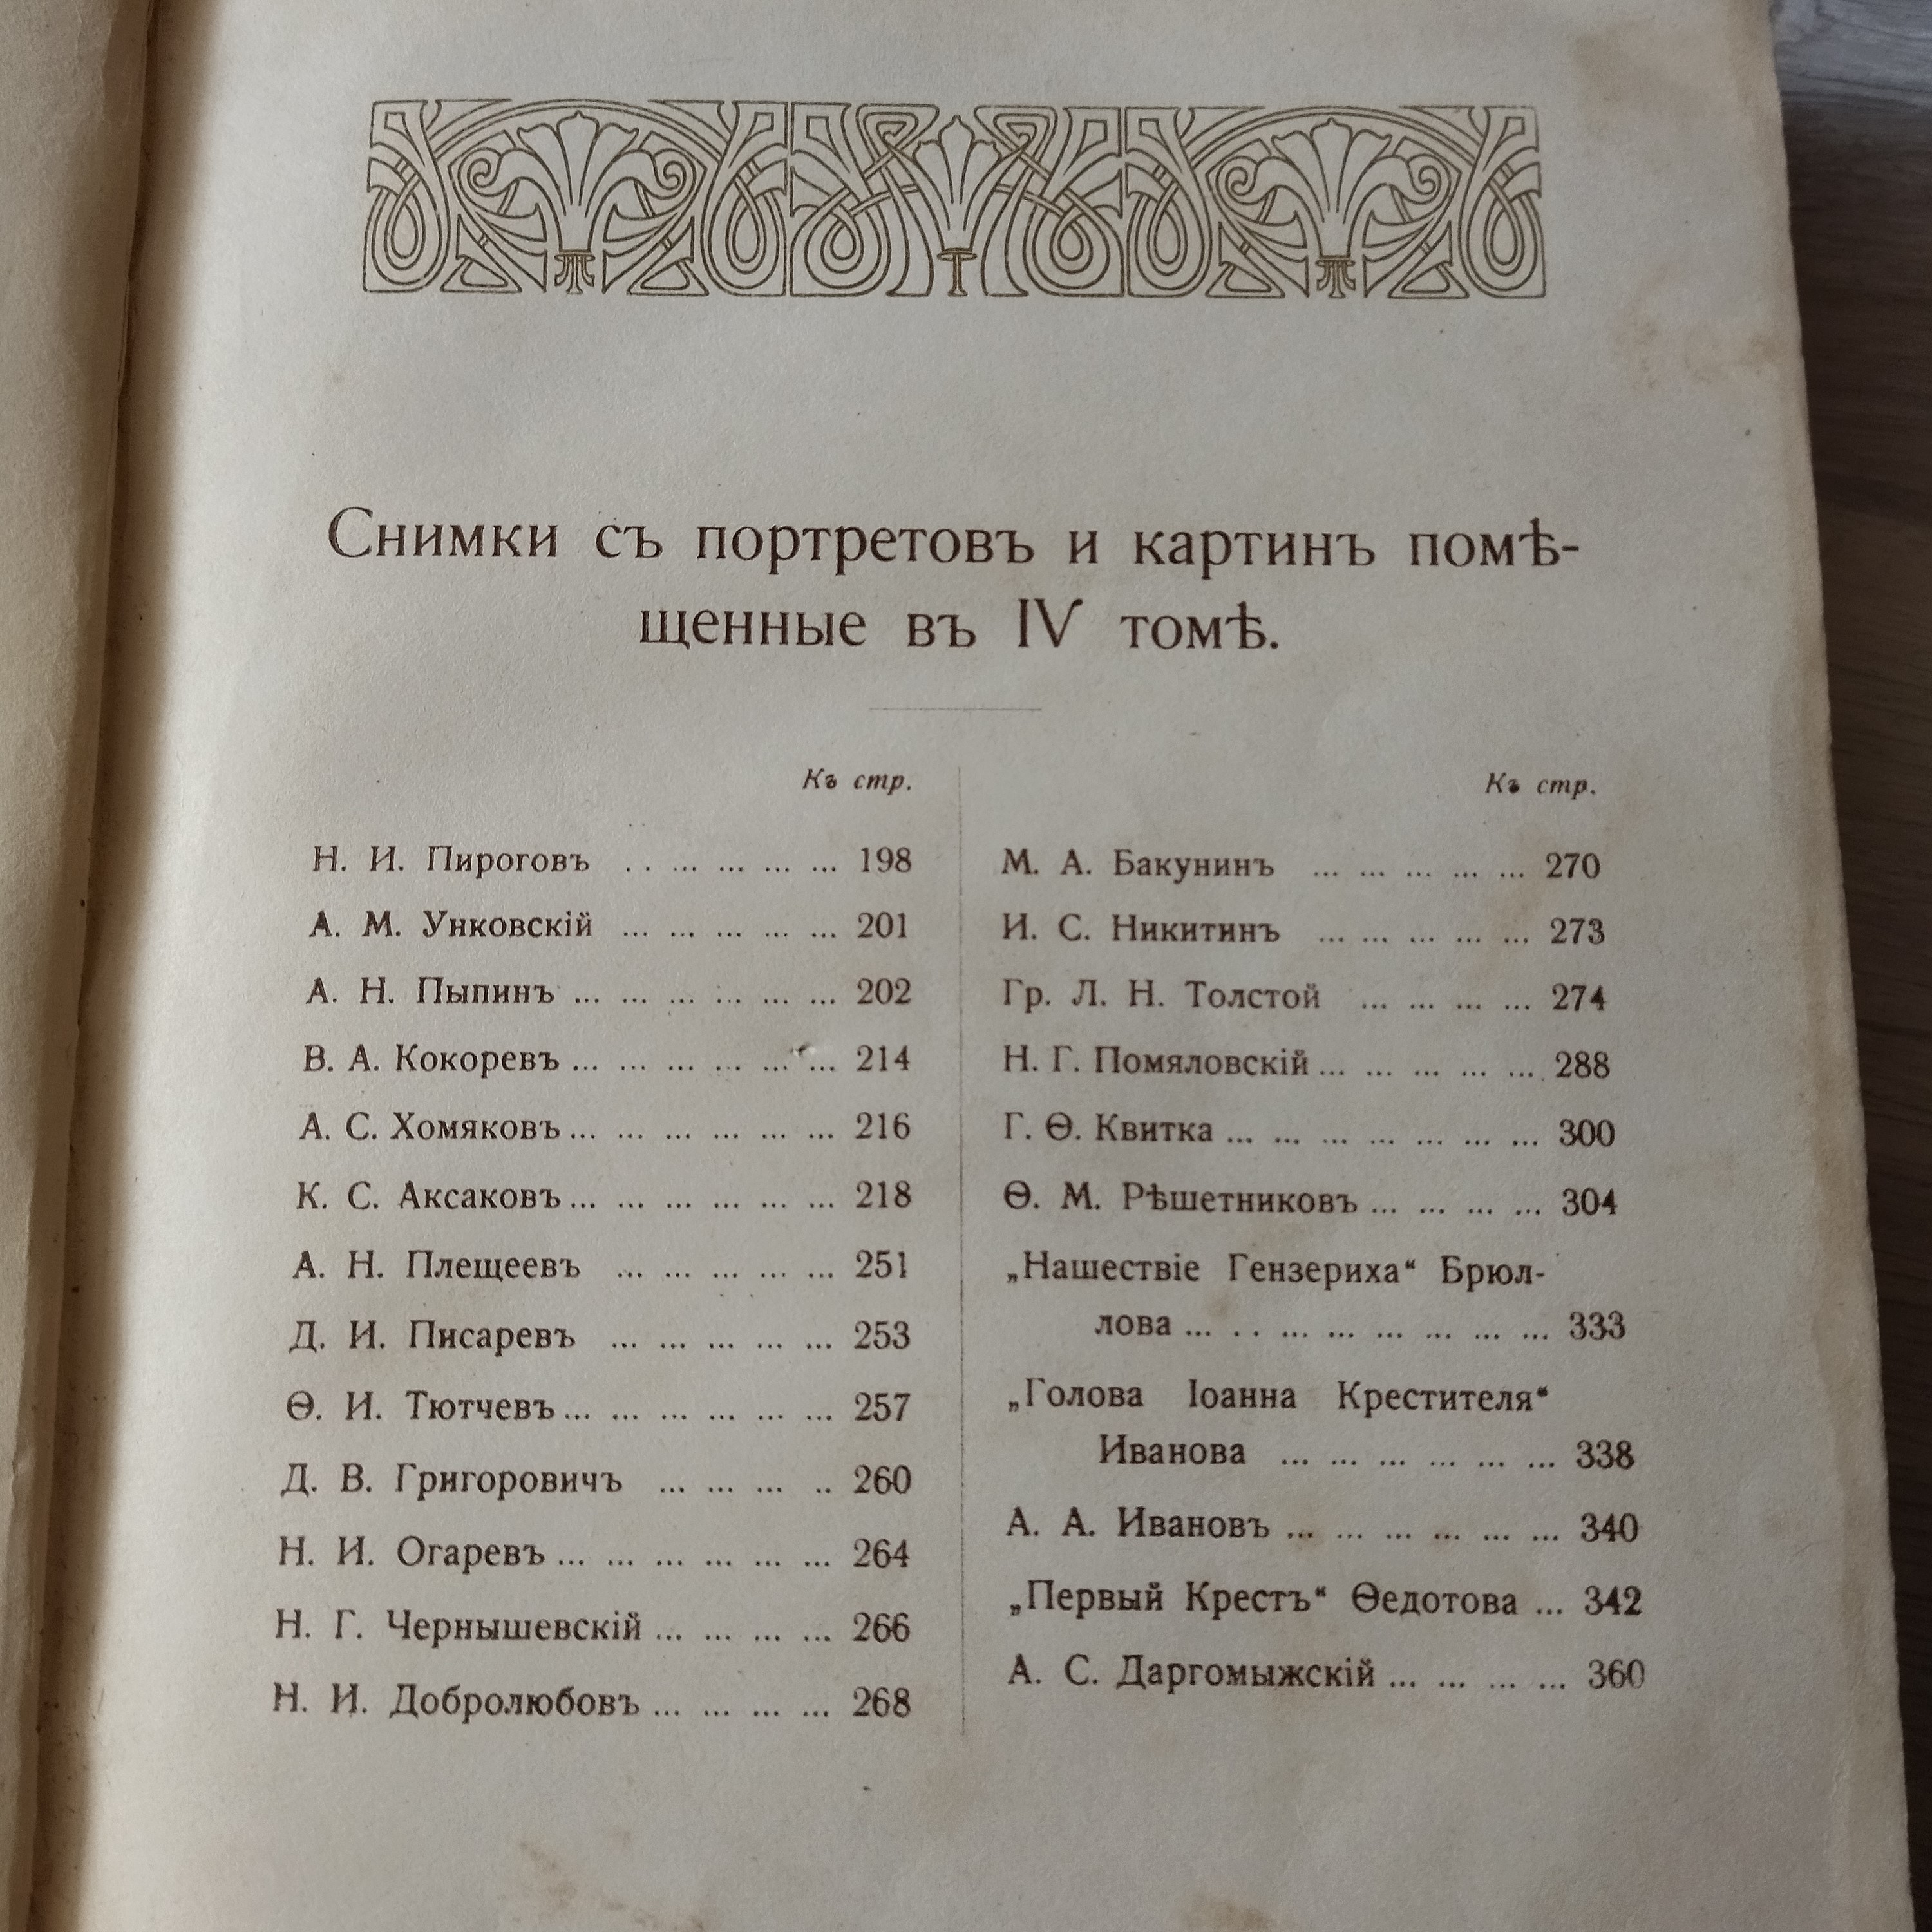 Снимки съ портретовъ и картинъ помѣ-
щенные въ IV томѣ.
Къ стр.
Н. И. Пироговъ . . ... ... ... ... 198
А. М. Унковскій ... ... ... ... ... 201
А. Н. Пыпинъ ... ... ... ... ... ... 202
В. А. Кокоревъ ... ... ... ... ... ... 214
А. С. Хомяковъ ... ... ... ... ... ... 216
К. С. Аксаковъ ... ... ... ... ... ... 218
А. Н. Плещеевъ ... ... ... ... ... 251
Д. И. Писаревъ ... ... ... ... ... 253
Ѳ. И. Тютчевъ ... ... ... ... ... ... 257
Д. В. Григоровичъ ... ... ... .. 260
Н. И. Огаревъ ... ... ... ... ... ... 264
Н. Г. Чернышевскій ... ... ... ... 266
Н. И. Добролюбовъ ... ... ... ... 268
Къ стр.
М. А. Бакунинъ ... ... ... ... ... 270
И. С. Никитинъ ... ... ... ... ... 273
Гр. Л. Н. Толстой ... ... ... ... 274
Н. Г. Помяловскій ... ... ... ... ... 288
Г. Ѳ. Квитка ... ... ... ... ... ... ... 300
Ѳ. М. Рѣшетниковъ ... ... ... ... 304
„Нашествіе Гензериха“ Брюл-
лова ... . . ... ... ... ... ... ... 333
„Голова Іоанна Крестителя“
Иванова ... ... ... ... ... ... 338
А. А. Ивановъ ... ... ... ... ... ... 340
„Первый Крестъ“ Ѳедотова ... 342
А. С. Даргомыжскій ... ... ... ... 360